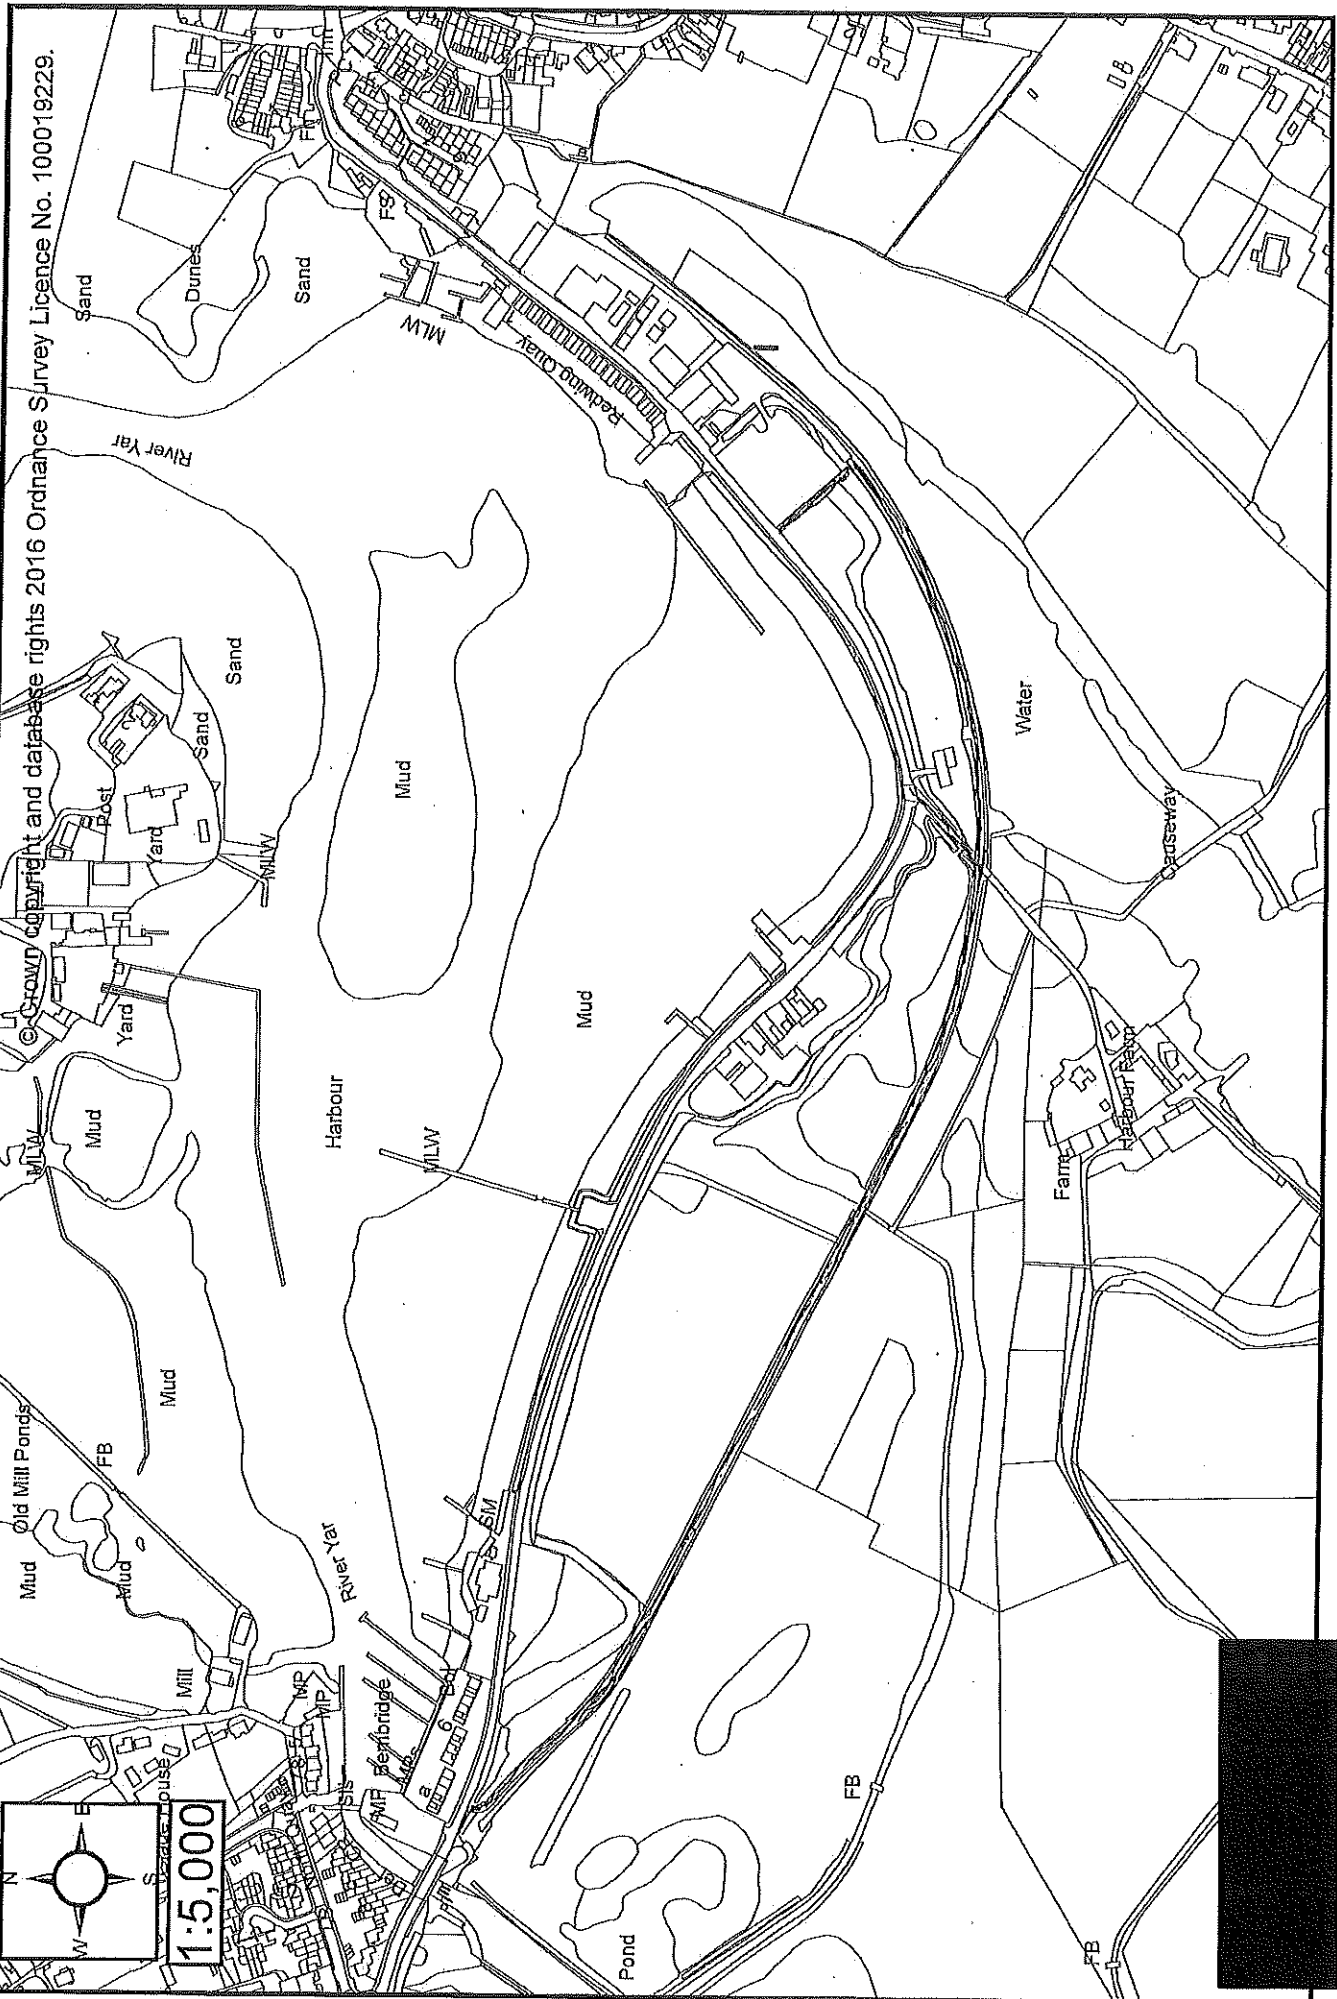 © Crown copyright and database rights 2016 Ordnance Survey Licence No. 100019229.
N
W
E
S
1:5,000
Mud
Old Mill Ponds
FB
Mud
Mud
Mill
MP
MP
River Yar
Bembridge
MP
6
a
SM
MLW
Mud
Yard
Harbour
MLW
Post
Yard
MLW
Sand
Sand
Mud
Mud
River Yar
Sand
Dunes
Sand
MLW
FS
Redwing Quay
Inn
Water
Causeway
Harbour Farm
Farm
FB
Pond
FB